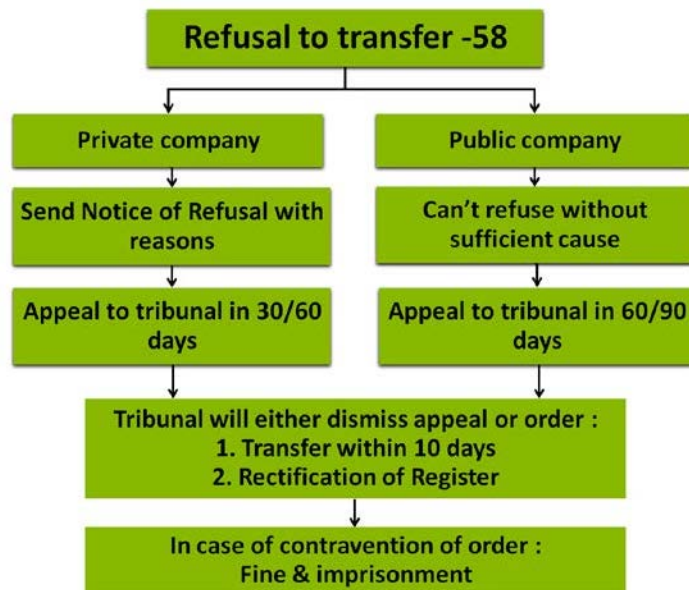 Refusal to transfer -58
Private company
Public company
Send Notice of Refusal with
reasons
Can't refuse without
sufficient cause
Appeal to tribunal in 30/60
days
Appeal to tribunal in 60/90
days
Tribunal will either dismiss appeal or order :
1. Transfer within 10 days
2. Rectification of Register
In case of contravention of order :
Fine & imprisonment